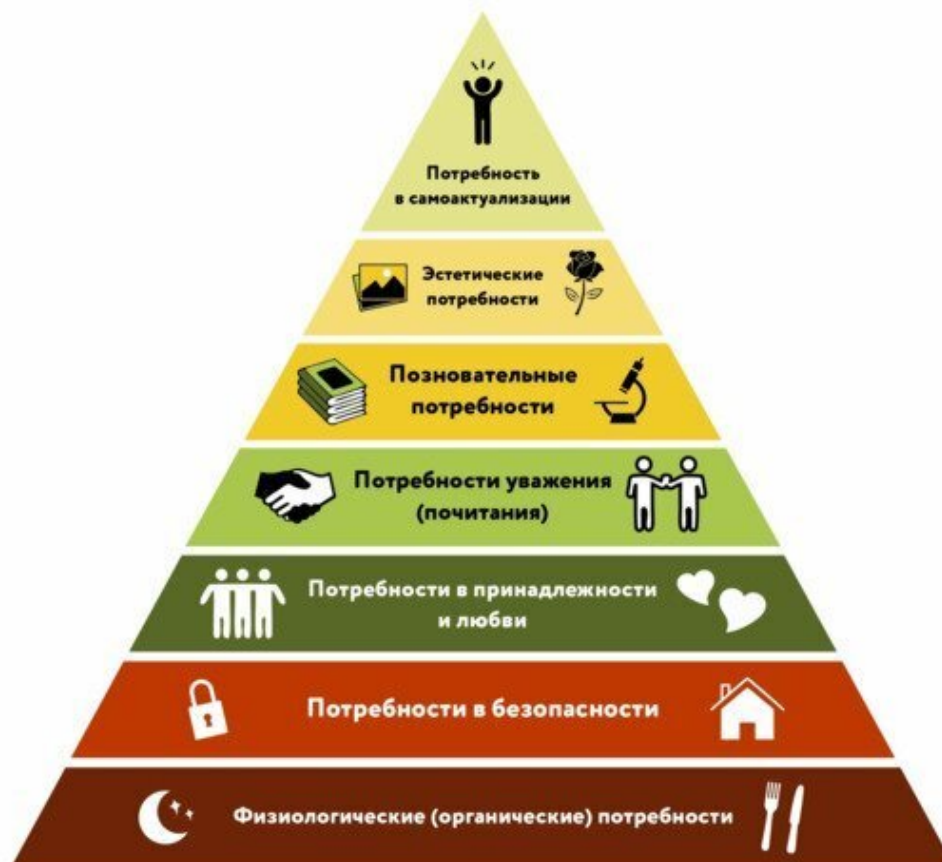 Потребность
в самоактуализации
Эстетические
потребности
Позновательные
потребности
Потребности уважения
(почитания)
Потребности в принадлежности
и любви
Потребности в безопасности
Физиологические (органические) потребности